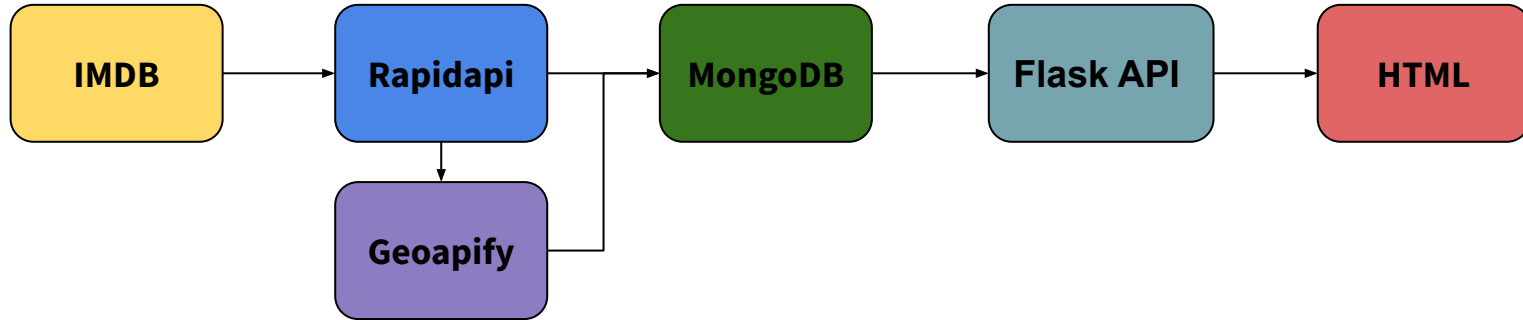 IMDB
Rapidapi
MongoDB
Flask API
HTML
Geoapify